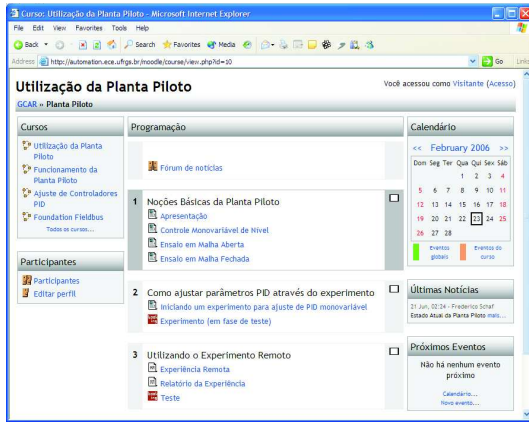 Curso: Utilização da Planta Piloto - Microsoft Internet Explorer
File Edit View Favorites Tools Help
Back Search Favorites Media
Address http://automation.ece.ufrgs.br/moodle/course/view.php?id=10 Go Links
Utilização da Planta Piloto
Você acessou como Visitante (Acesso)
GCAR » Planta Piloto
Cursos
Utilização da Planta
Piloto
Funcionamento da
Planta Piloto
Ajuste de Controladores
PID
Foundation Fieldbus
Todos os cursos...
Participantes
Participantes
Editar perfil
Programação
Fórum de notícias
1 Noções Básicas da Planta Piloto
Apresentação
Controle Monovariável de Nível
Ensaio em Malha Aberta
Ensaio em Malha Fechada
2 Como ajustar parâmetros PID através do experimento
Iniciando um experimento para ajuste de PID monovariável
Experimento (em fase de teste)
3 Utilizando o Experimento Remoto
Experiência Remota
Relatório da Experiência
Teste
Calendário
<< February 2006 >>
Dom Seg Ter Qua Qui Sex Sáb
1 2 3 4
5 6 7 8 9 10 11
12 13 14 15 16 17 18
19 20 21 22 23 24 25
26 27 28
Eventos globais Eventos do curso
Últimas Notícias
21 Jun, 02:24 - Frederico Schaf
Estado Atual da Planta Piloto mais...
Próximos Eventos
Não há nenhum evento
próximo
Calendário...
Novo evento...